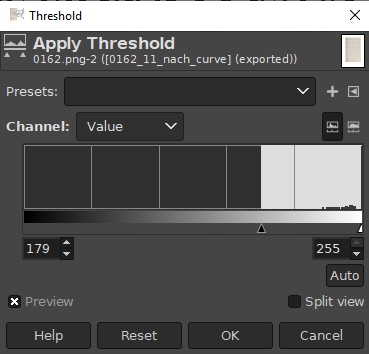 Threshold
Apply Threshold
0162.png-2 ([0162_11_nach_curve] (exported))
Presets:
Channel: Value
179 255
Auto
Preview Split view
Help Reset OK Cancel